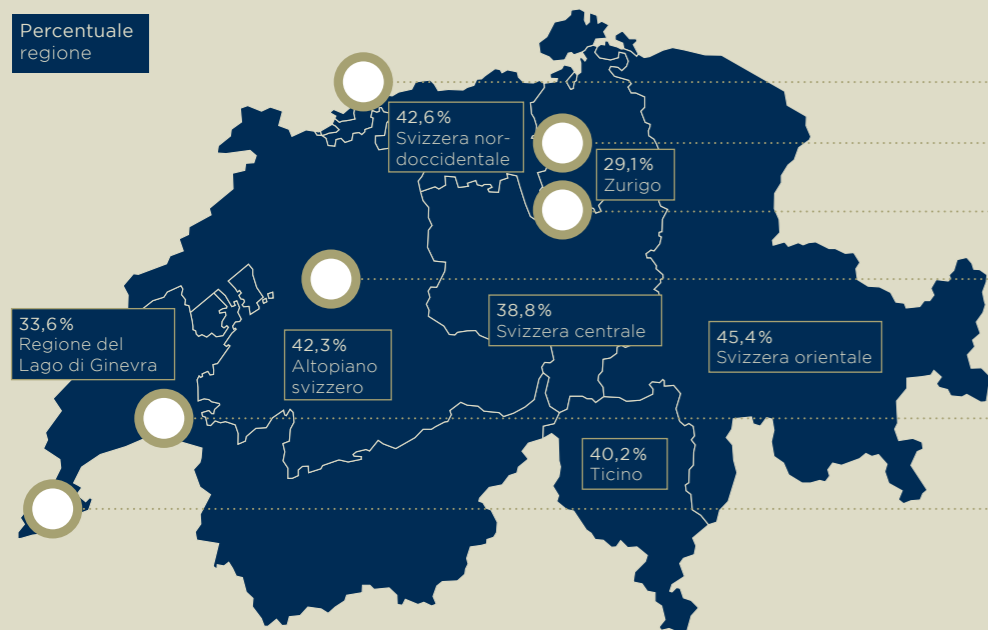 Percentuale
regione
42,6%
Svizzera nor-
doccidentale
29,1%
Zurigo
33,6%
Regione del
Lago di Ginevra
42,3%
Altopiano
svizzero
38,8%
Svizzera centrale
45,4%
Svizzera orientale
40,2%
Ticino